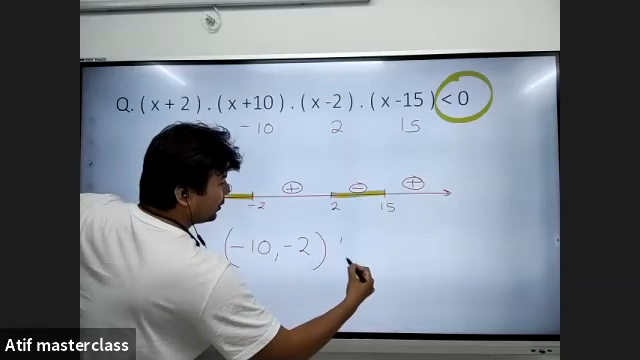 Q. ( x + 2 ) . ( x +10 ) . ( x -2 ) . ( x -15 ) < 0
-10 2 15
+ - +
-2 2 15
(-10, -2)
Atif masterclass